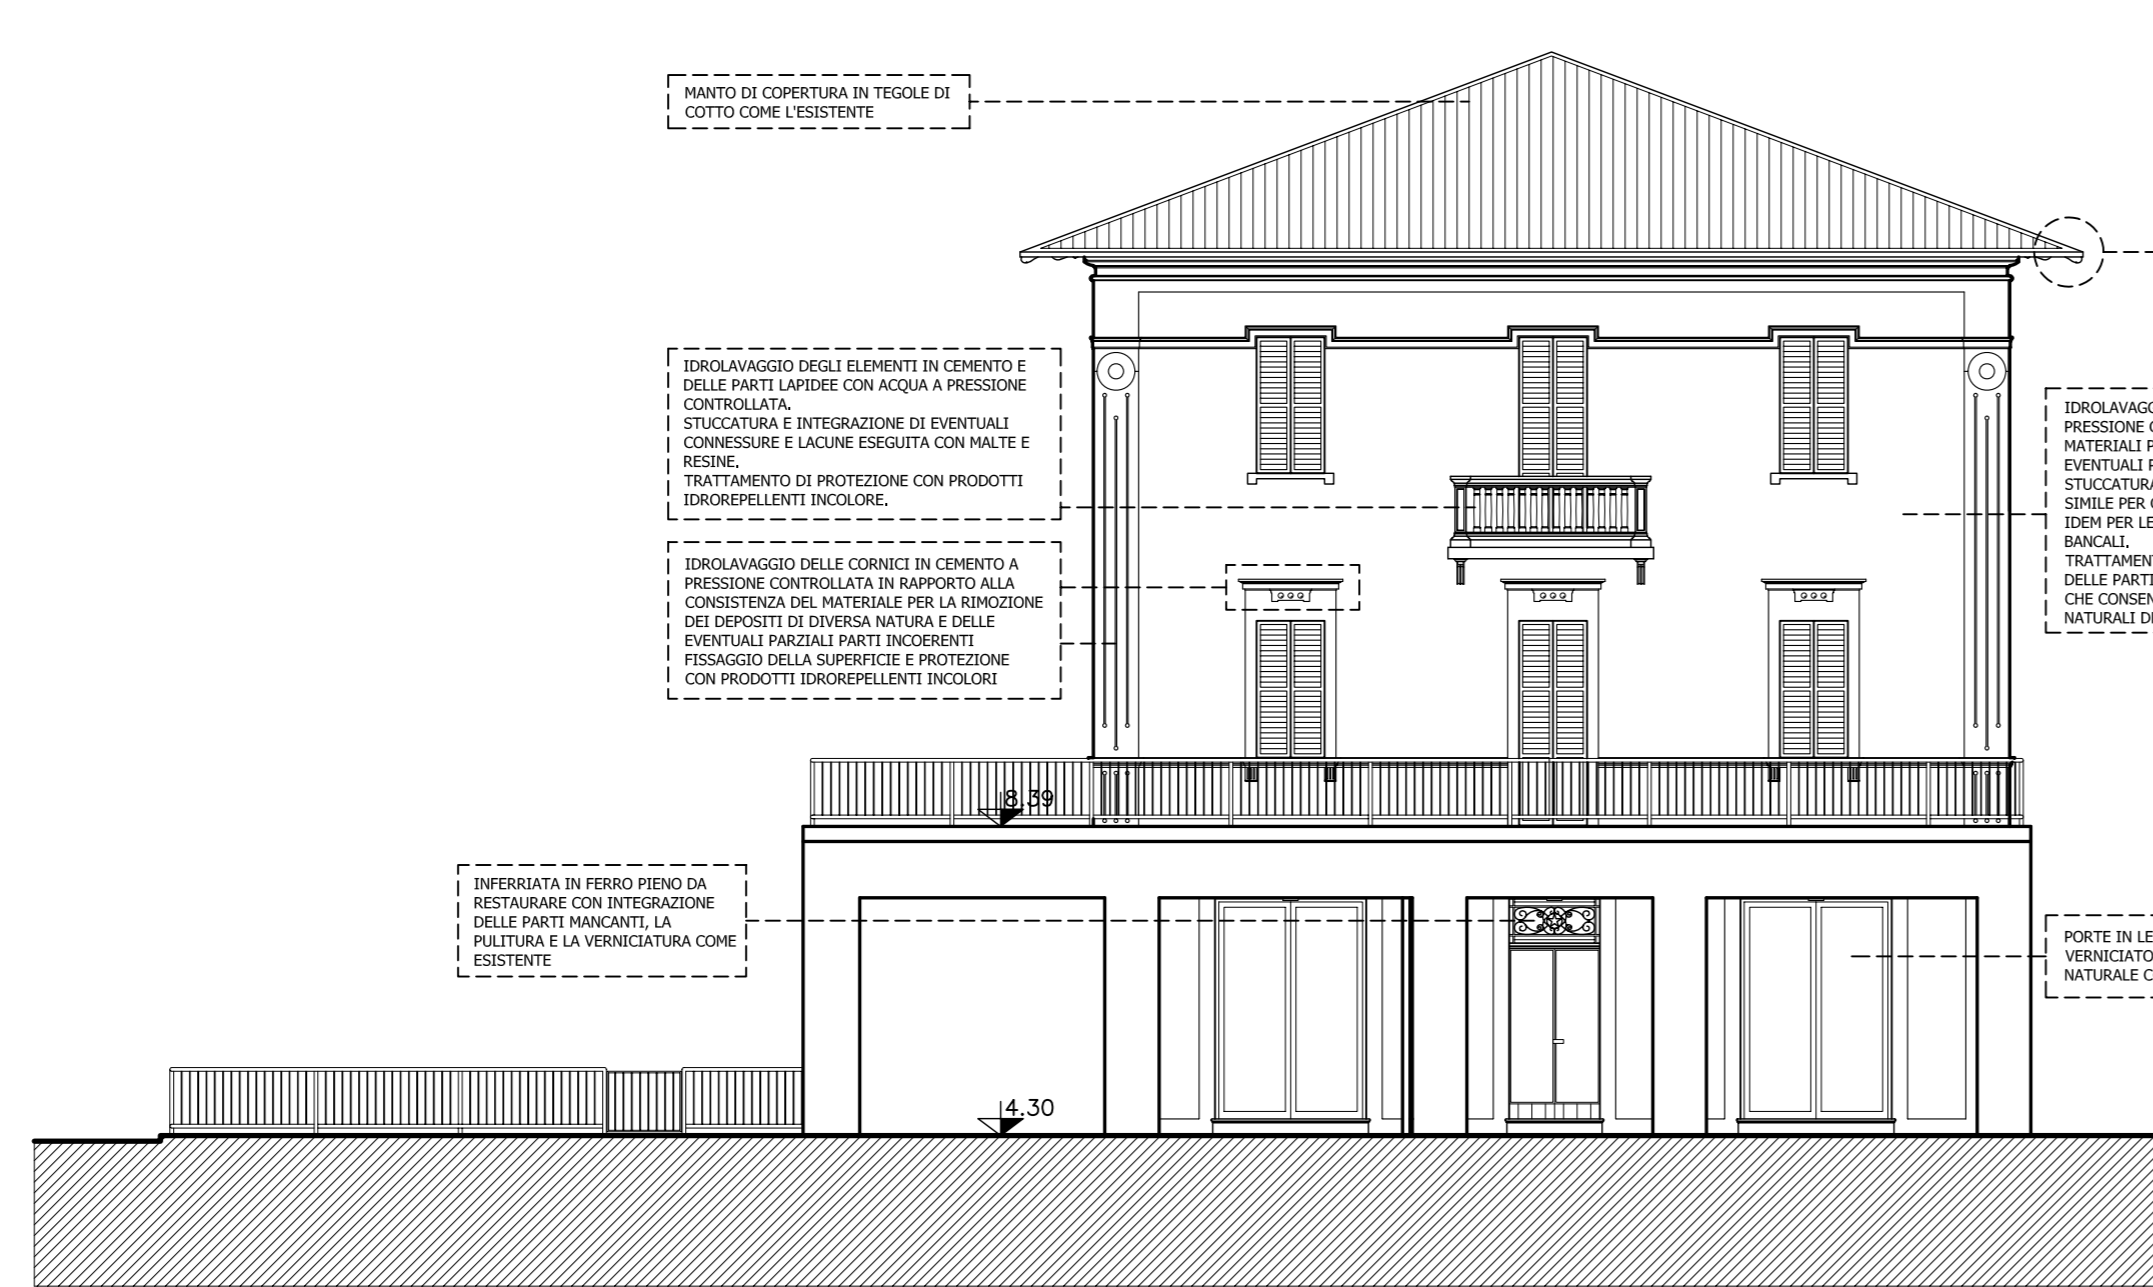 MANTO DI COPERTURA IN TEGOLE DI
COTTO COME L'ESISTENTE
IDROLAVAGGIO DEGLI ELEMENTI IN CEMENTO E
DELLE PARTI LAPIDEE CON ACQUA A PRESSIONE
CONTROLLATA.
STUCCATURA E INTEGRAZIONE DI EVENTUALI
CONNESSURE E LACUNE ESEGUITA CON MALTE E
RESINE.
TRATTAMENTO DI PROTEZIONE CON PRODOTTI
IDROREPELLENTI INCOLORE.
IDROLAVAGGIO DELLE CORNICI IN CEMENTO A
PRESSIONE CONTROLLATA IN RAPPORTO ALLA
CONSISTENZA DEL MATERIALE PER LA RIMOZIONE
DEI DEPOSITI DI DIVERSA NATURA E DELLE
EVENTUALI PARZIALI PARTI INCOERENTI
FISSAGGIO DELLA SUPERFICIE E PROTEZIONE
CON PRODOTTI IDROREPELLENTI INCOLORI
IDROLAVAGG
PRESSIONE
MATERIALI P
EVENTUALI
STUCCATURA
SIMILE PER
IDEM PER LE
BANCALI.
TRATTAMEN
DELLE PARTI
CHE CONSEN
NATURALI
8.39
INFERRIATA IN FERRO PIENO DA
RESTAURARE CON INTEGRAZIONE
DELLE PARTI MANCANTI, LA
PULITURA E LA VERNICIATURA COME
ESISTENTE
PORTE IN LE
VERNICIATO
NATURALE C
4.30